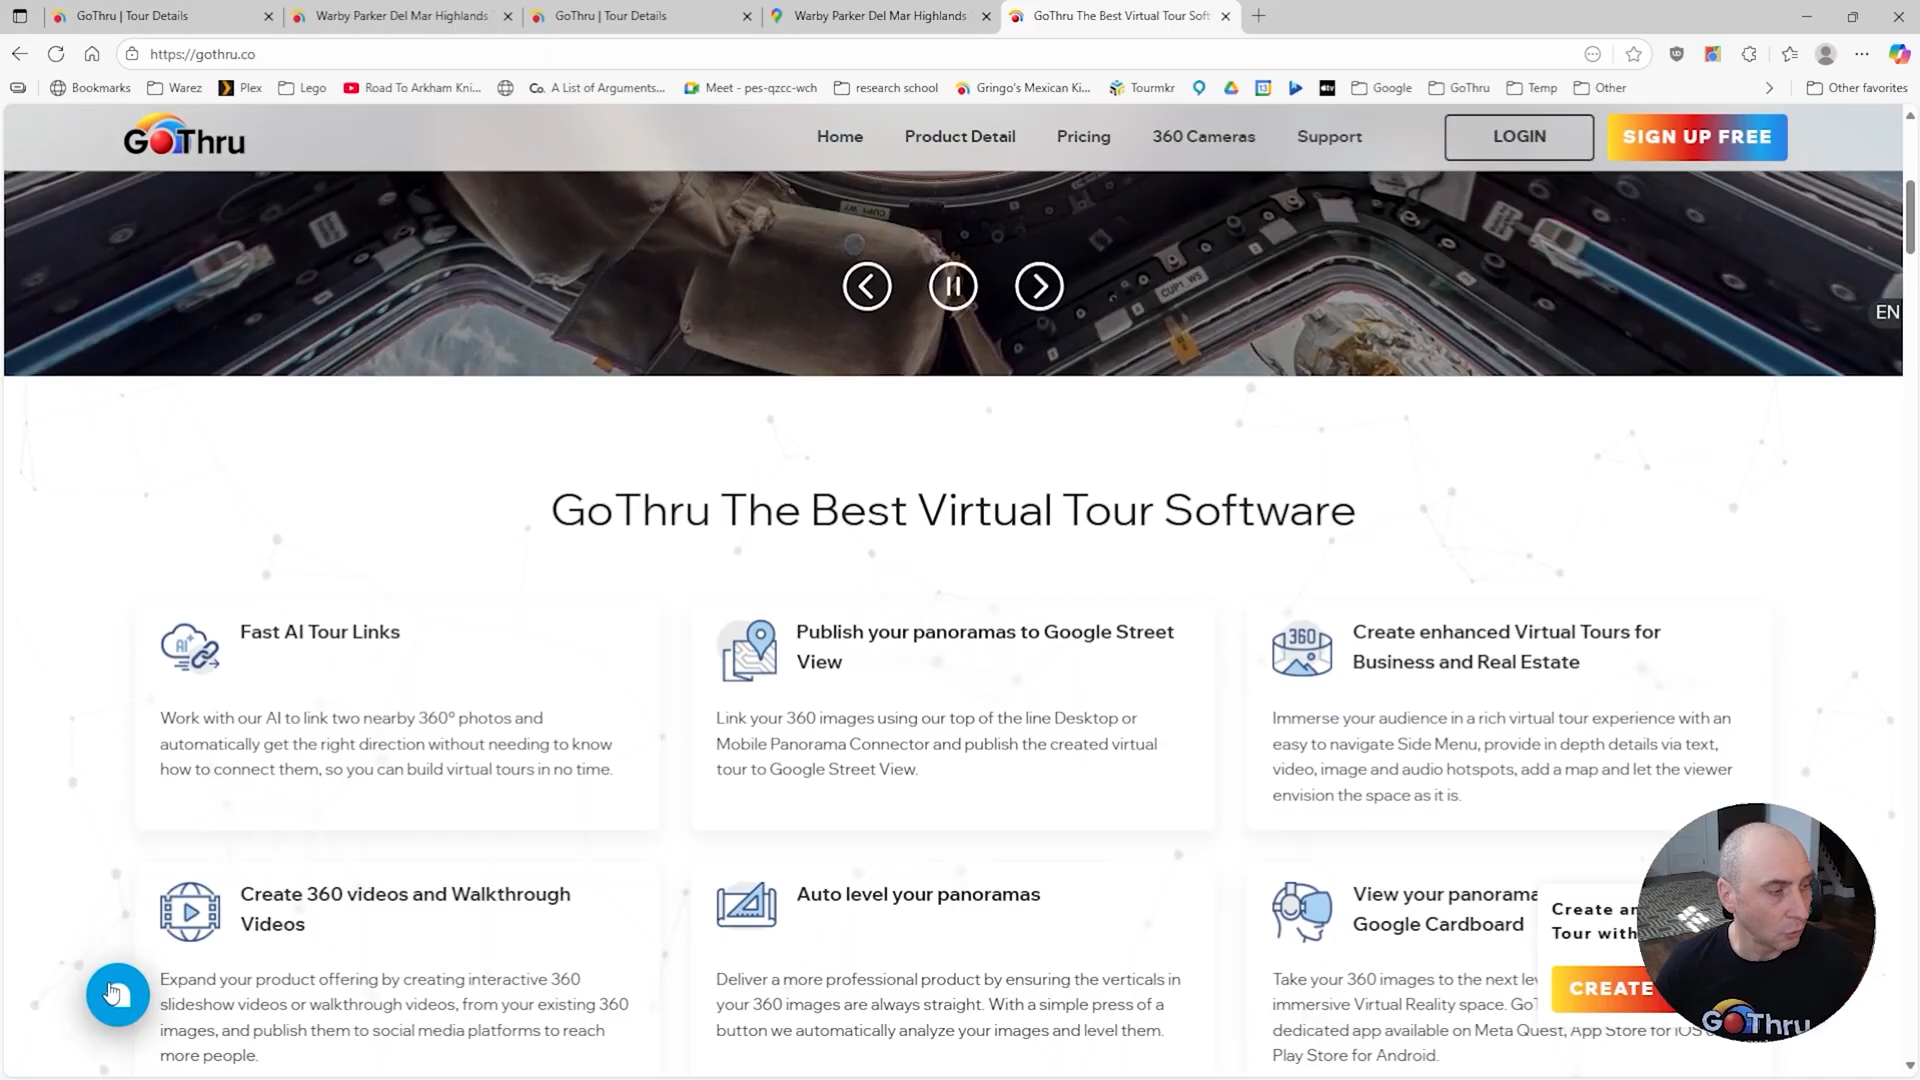 GoThru | Tour Details
Warby Parker Del Mar Highlands
GoThru | Tour Details
Warby Parker Del Mar Highlands
GoThru The Best Virtual Tour Soft
https://gothru.co
Bookmarks
Warez
Plex
Lego
Road To Arkham Kni...
Co.
A List of Arguments...
Meet - pes-qzcc-wch
research school
Gringo's Mexican Ki...
Tourmkr
Google
GoThru
Temp
Other
Other favorites
GoThru
Home
Product Detail
Pricing
360 Cameras
Support
LOGIN
SIGN UP FREE
CUP1_W5
EN
GoThru The Best Virtual Tour Software
AI
Fast AI Tour Links
Work with our AI to link two nearby 360º photos and
automatically get the right direction without needing to know
how to connect them, so you can build virtual tours in no time.
Publish your panoramas to Google Street
View
Link your 360 images using our top of the line Desktop or
Mobile Panorama Connector and publish the created virtual
tour to Google Street View.
360
Create enhanced Virtual Tours for
Business and Real Estate
Immerse your audience in a rich virtual tour experience with an
easy to navigate Side Menu, provide in depth details via text,
video, image and audio hotspots, add a map and let the viewer
envision the space as it is.
Create 360 videos and Walkthrough
Videos
Expand your product offering by creating interactive 360
slideshow videos or walkthrough videos, from your existing 360
images, and publish them to social media platforms to reach
more people.
Auto level your panoramas
Deliver a more professional product by ensuring the verticals in
your 360 images are always straight. With a simple press of a
button we automatically analyze your images and level them.
View your panorama
Google Cardboard
Take your 360 images to the next lev
immersive Virtual Reality space. GoT
dedicated app available on Meta Quest, App Store for iOS
Play Store for Android.
Create an
Tour with
CREATE
GoThru